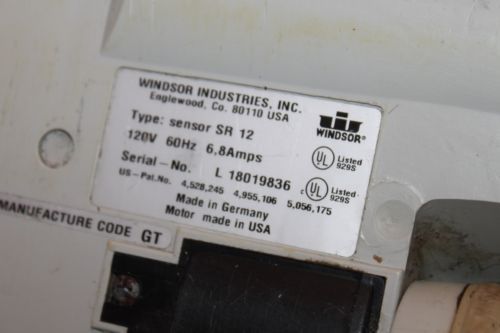 WINDSOR INDUSTRIES, INC.
Englewood, Co. 80110 USA
Type: sensor SR 12
120V 60Hz 6,8Amps
Serial-No. L 18019836
US-Pat.No. 4,528,245 4,955,106 5,056,175
Made in Germany
Motor made in USA
WINDSOR®
UL Listed
929S
c UL Listed
929S
MANUFACTURE CODE GT